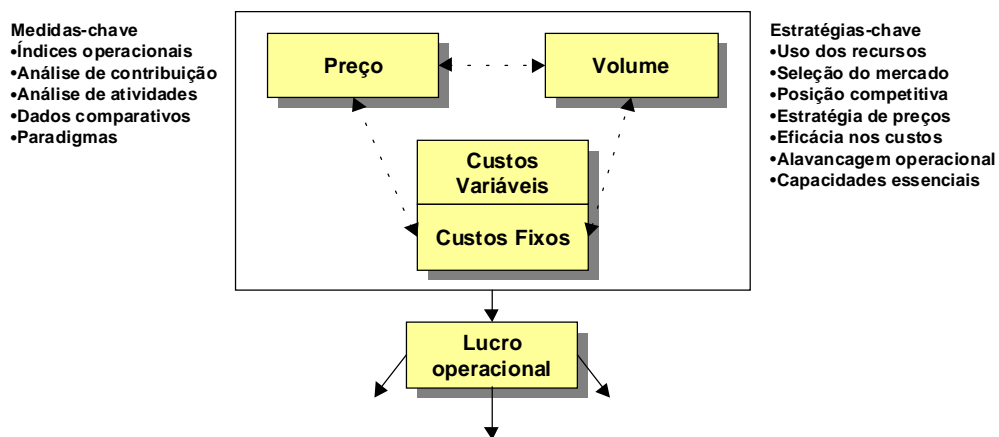 Medidas-chave
•Índices operacionais
•Análise de contribuição
•Análise de atividades
•Dados comparativos
•Paradigmas
Preço
Volume
Custos
Variáveis
Custos Fixos
Lucro
operacional
Estratégias-chave
•Uso dos recursos
•Seleção do mercado
•Posição competitiva
•Estratégia de preços
•Eficácia nos custos
•Alavancagem operacional
•Capacidades essenciais